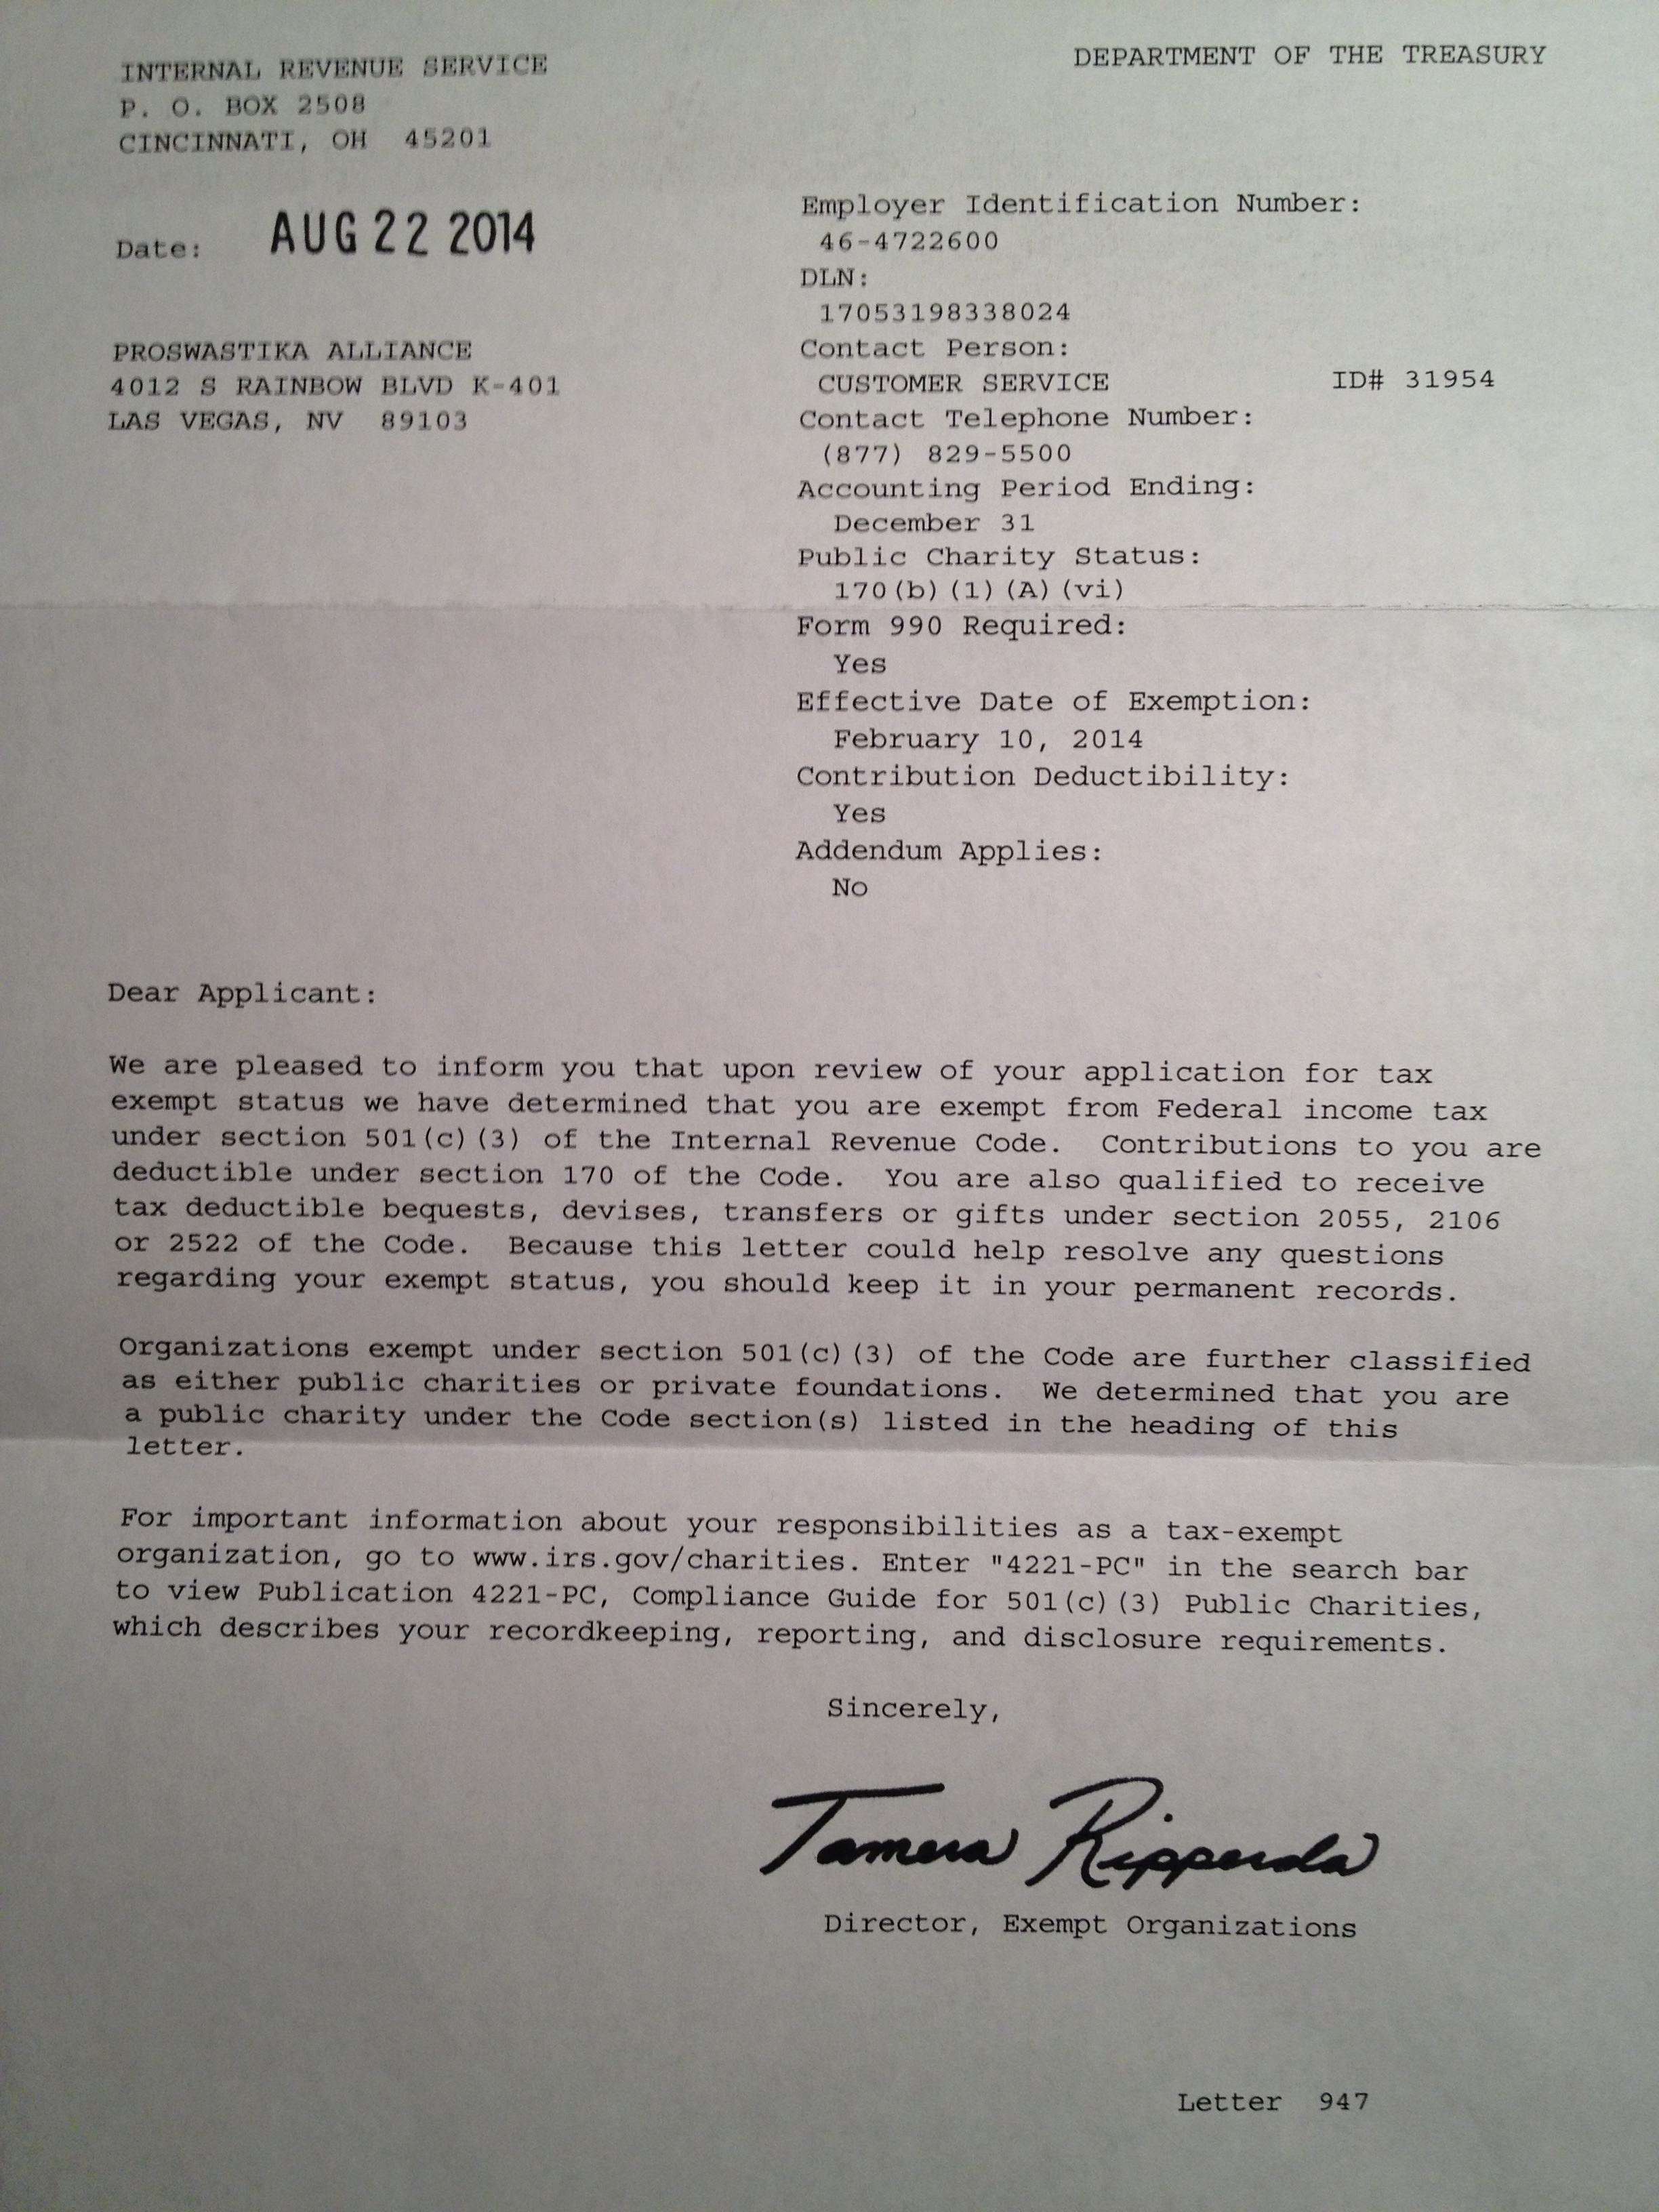 INTERNAL REVENUE SERVICE
P. O. BOX 2508
CINCINNATI, OH  45201
DEPARTMENT OF THE TREASURY
Date: AUG 22 2014
PROSWASTIKA ALLIANCE
4012 S RAINBOW BLVD K-401
LAS VEGAS, NV  89103
Employer Identification Number:
46-4722600
DLN:
17053198338024
Contact Person:
CUSTOMER SERVICE ID# 31954
Contact Telephone Number:
(877) 829-5500
Accounting Period Ending:
December 31
Public Charity Status:
170(b)(1)(A)(vi)
Form 990 Required:
Yes
Effective Date of Exemption:
February 10, 2014
Contribution Deductibility:
Yes
Addendum Applies:
No
Dear Applicant:
We are pleased to inform you that upon review of your application for tax
exempt status we have determined that you are exempt from Federal income tax
under section 501(c)(3) of the Internal Revenue Code.  Contributions to you are
deductible under section 170 of the Code.  You are also qualified to receive
tax deductible bequests, devises, transfers or gifts under section 2055, 2106
or 2522 of the Code.  Because this letter could help resolve any questions
regarding your exempt status, you should keep it in your permanent records.
Organizations exempt under section 501(c)(3) of the Code are further classified
as either public charities or private foundations.  We determined that you are
a public charity under the Code section(s) listed in the heading of this
letter.
For important information about your responsibilities as a tax-exempt
organization, go to www.irs.gov/charities. Enter "4221-PC" in the search bar
to view Publication 4221-PC, Compliance Guide for 501(c)(3) Public Charities,
which describes your recordkeeping, reporting, and disclosure requirements.
Sincerely,
Tamera Ripperda
Director, Exempt Organizations
Letter  947